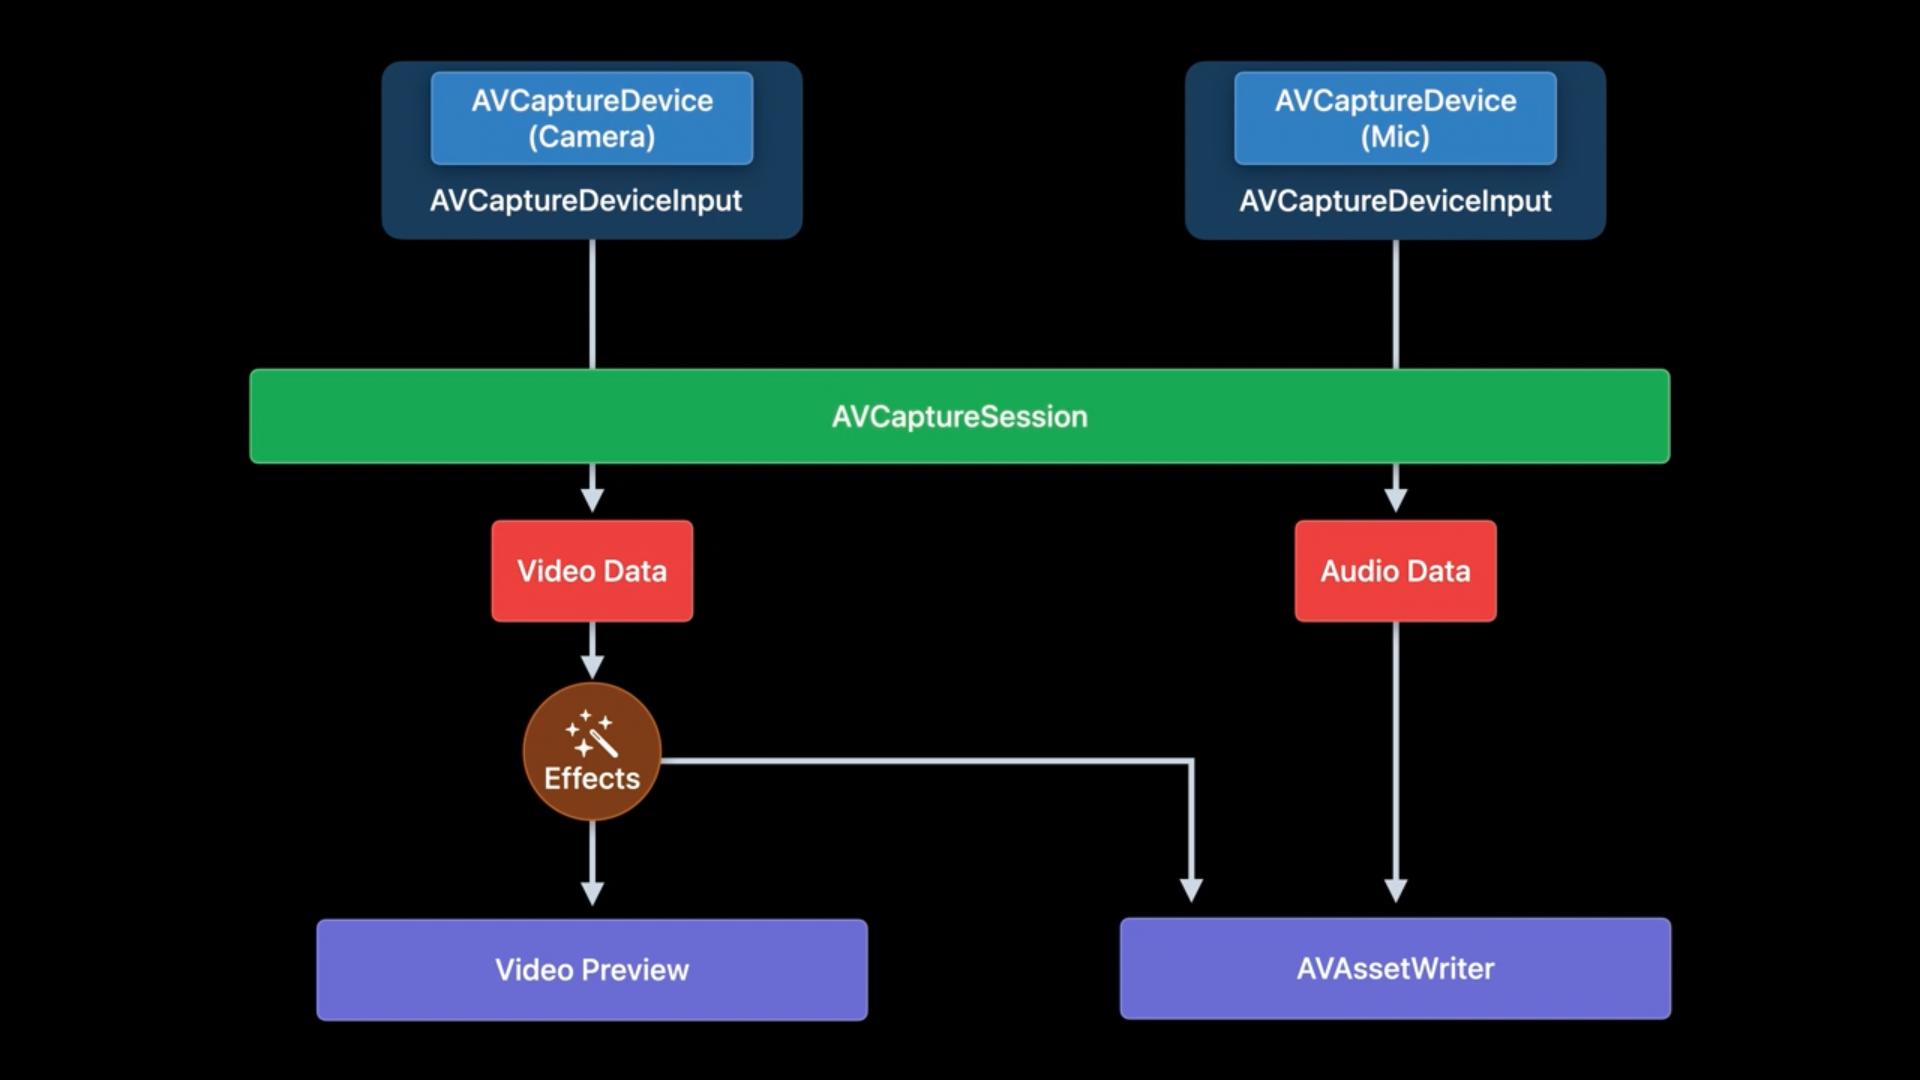 AVCaptureDevice
(Camera)
AVCaptureDeviceInput
AVCaptureDevice
(Mic)
AVCaptureDeviceInput
AVCaptureSession
Video Data
Audio Data
Effects
Video Preview
AVAssetWriter